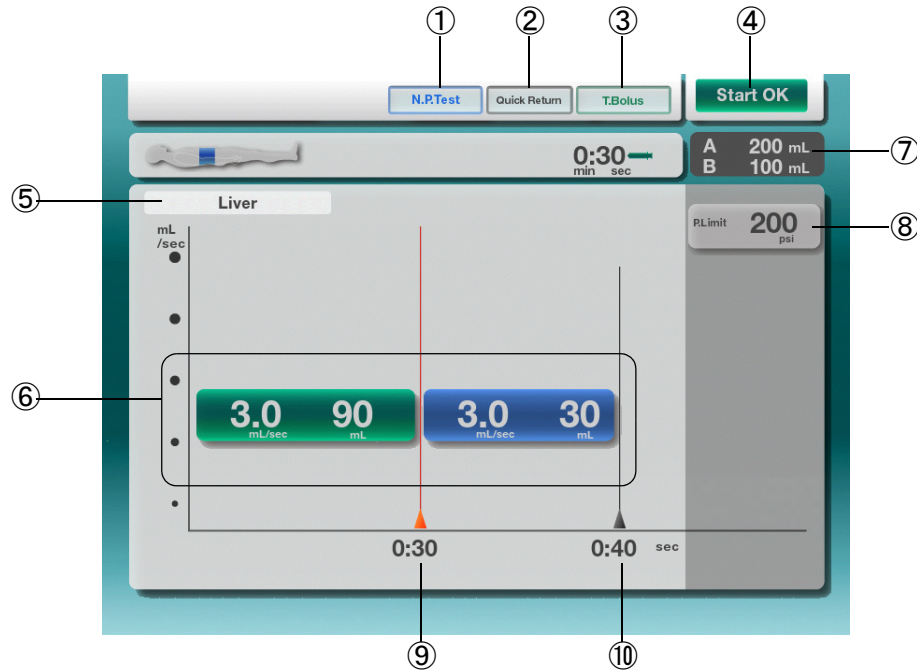 ① ② ③ ④
N.P.Test Quick Return T.Bolus Start OK
0:30
min sec
A 200 mL
B 100 mL
⑦
⑤
Liver
mL
/sec
P.Limit 200
psi
⑧
⑥
3.0 90 3.0 30
mL/sec mL mL/sec mL
0:30 0:40 sec
⑨ ⑩